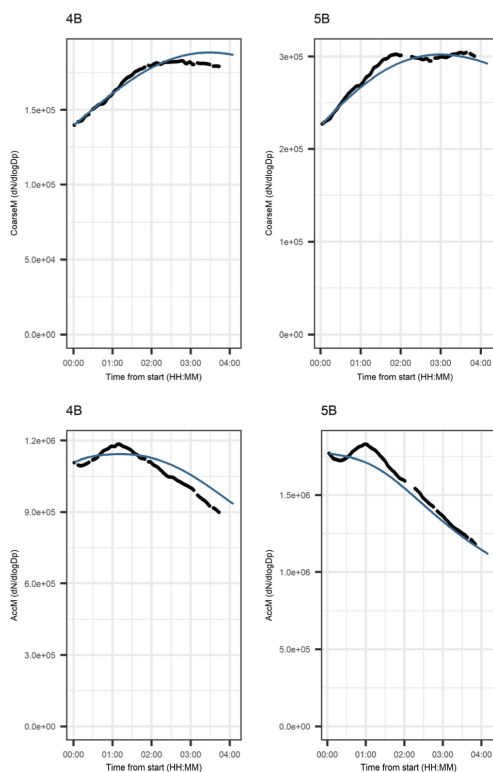 4B
5B
CoarseM (dN/dlogDp)
1.5e+05
1.0e+05
5.0e+04
0.0e+00
00:00 01:00 02:00 03:00 04:00
Time from start (HH:MM)
CoarseM (dN/dlogDp)
3e+05
2e+05
1e+05
0e+00
00:00 01:00 02:00 03:00 04:00
Time from start (HH:MM)
4B
5B
AccM (dN/dlogDp)
1.2e+06
9.0e+05
6.0e+05
3.0e+05
0.0e+00
00:00 01:00 02:00 03:00 04:00
Time from start (HH:MM)
AccM (dN/dlogDp)
1.5e+06
1.0e+06
5.0e+05
0.0e+00
00:00 01:00 02:00 03:00 04:00
Time from start (HH:MM)